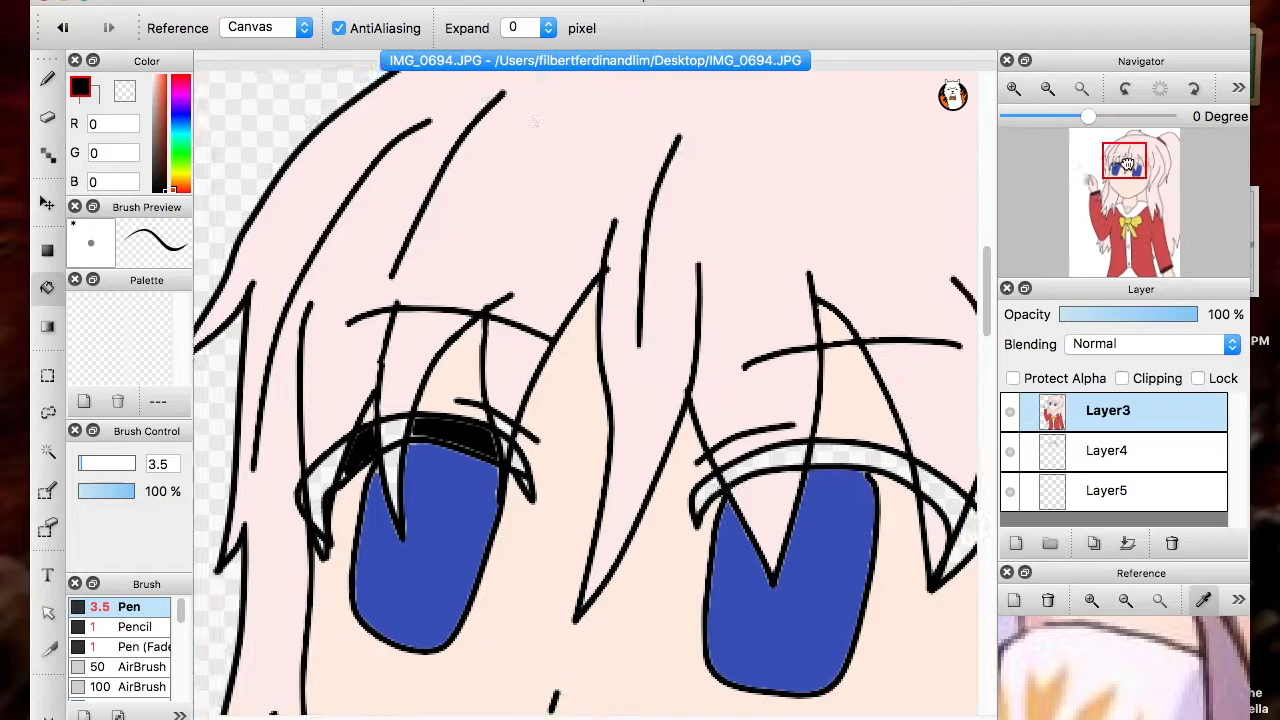 Reference Canvas AntiAliasing Expand 0 pixel
IMG_0694.JPG - /Users/filbertferdinandlim/Desktop/IMG_0694.JPG
Color
R 0
G 0
B 0
Brush Preview
*
Palette
---
Brush Control
3.5
100 %
Brush
3.5 Pen
1 Pencil
1 Pen (Fade
50 AirBrush
100 AirBrush
T
Navigator
0 Degree
Layer
Opacity 100 %
Blending Normal
Protect Alpha Clipping Lock
Layer3
Layer4
Layer5
Reference
PM